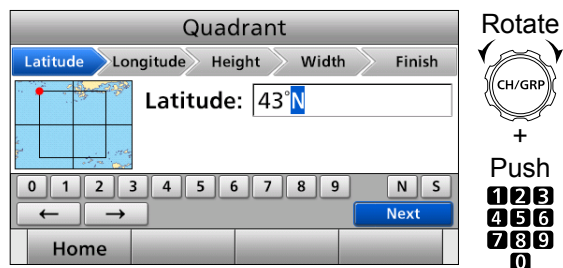 Quadrant
Rotate
Latitude Longitude Height Width Finish
Latitude: 43°N
CH/GRP
+
Push
0 1 2 3 4 5 6 7 8 9 N S
← → Next
Home
1 2 3
4 5 6
7 8 9
0